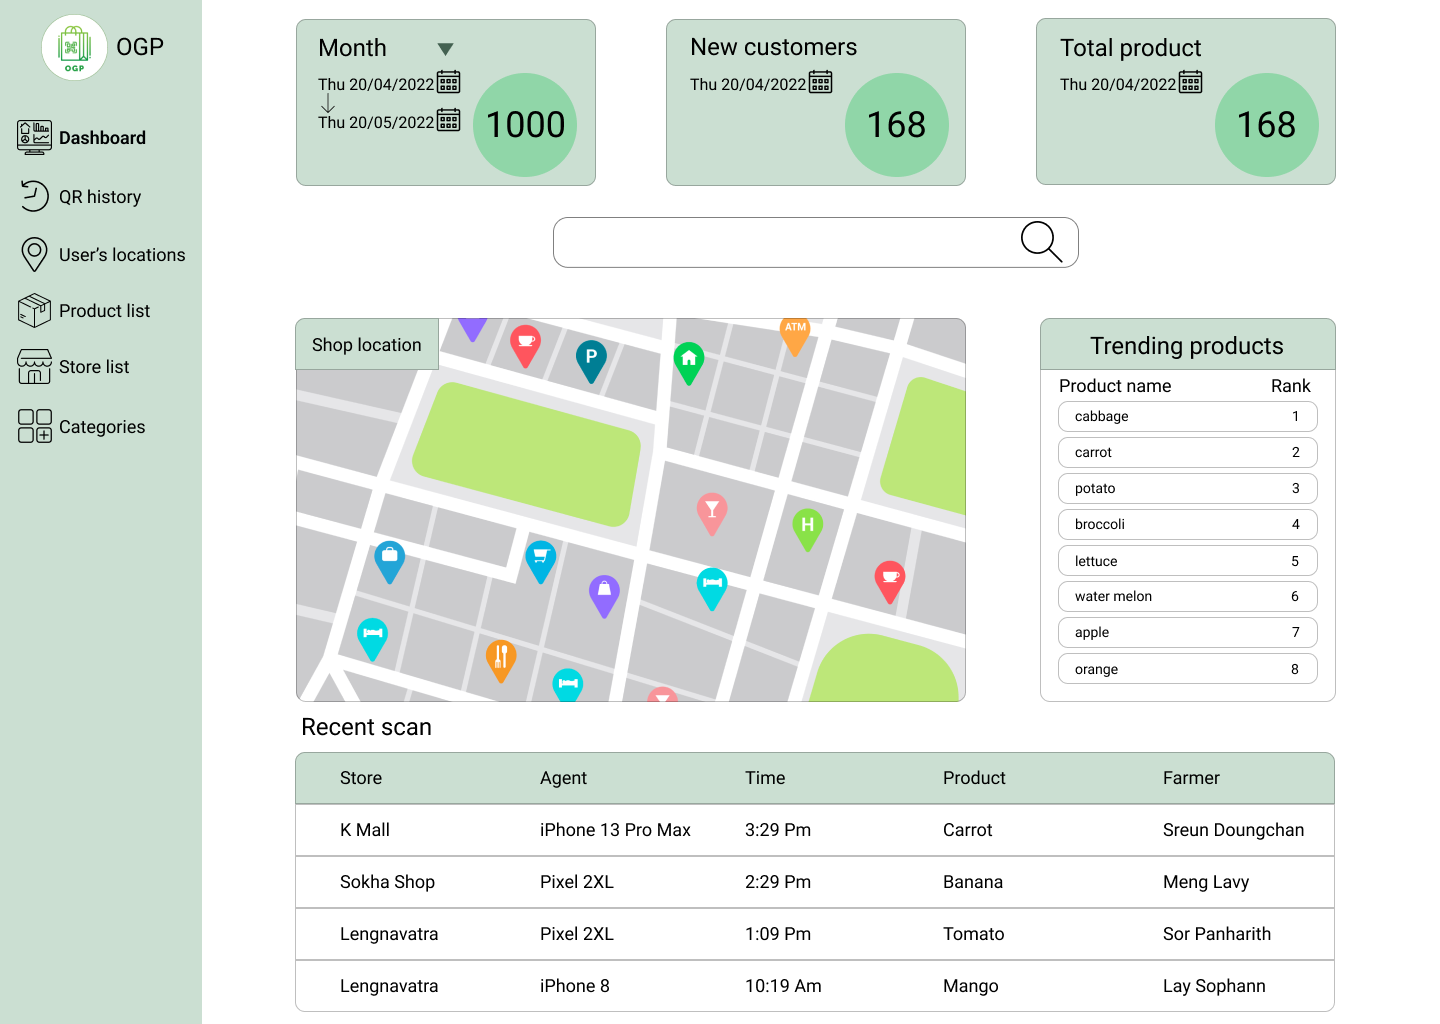 OGP
OGP
Dashboard
QR history
User's locations
Product list
Store list
Categories
Month
Thu 20/04/2022
Thu 20/05/2022
1000
New customers
Thu 20/04/2022
168
Total product
Thu 20/04/2022
168
Shop location
P
ATM
H
Trending products
Product name Rank
cabbage 1
carrot 2
potato 3
broccoli 4
lettuce 5
water melon 6
apple 7
orange 8
Recent scan
Store Agent Time Product Farmer
K Mall iPhone 13 Pro Max 3:29 Pm Carrot Sreun Doungchan
Sokha Shop Pixel 2XL 2:29 Pm Banana Meng Lavy
Lengnavatra Pixel 2XL 1:09 Pm Tomato Sor Panharith
Lengnavatra iPhone 8 10:19 Am Mango Lay Sophann